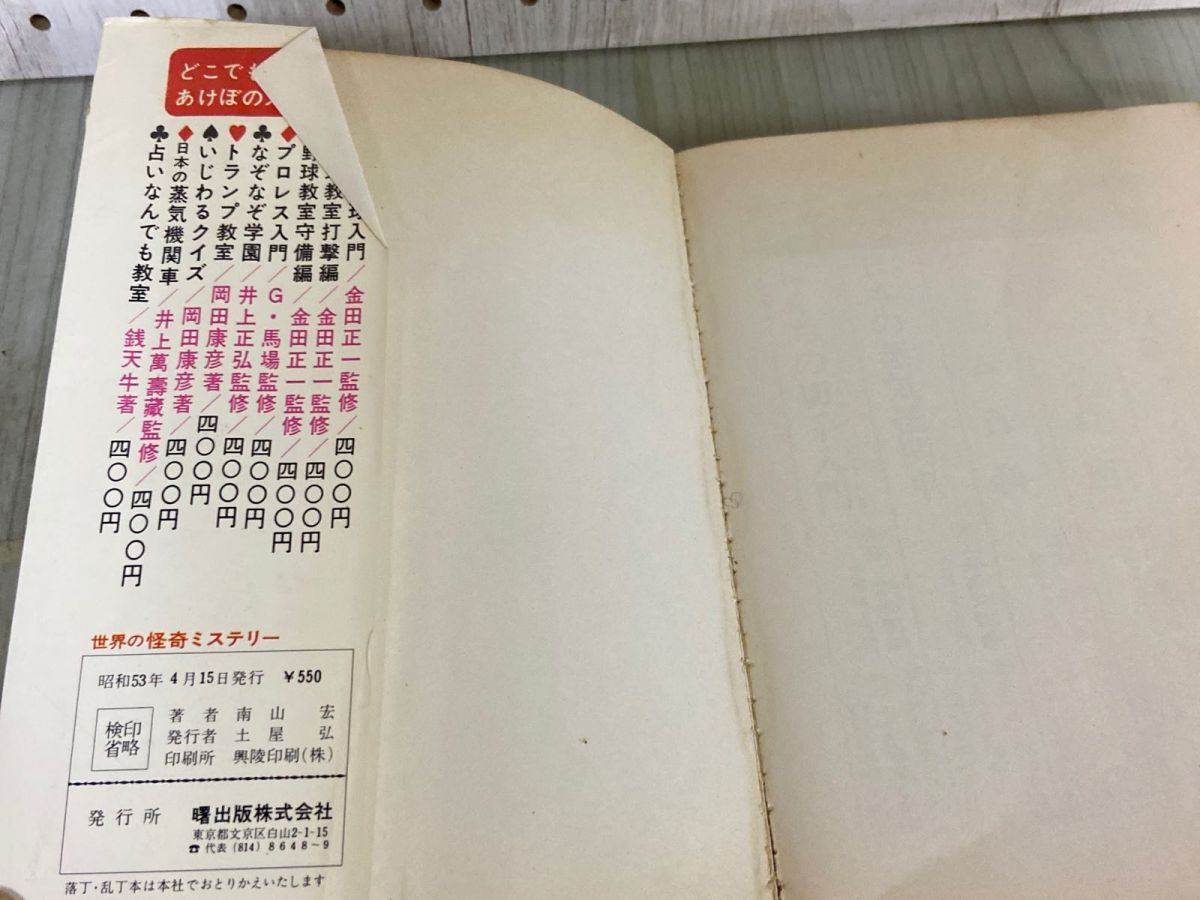 どこでも
あけぼの
球入門／金田正一監修／四〇〇円
教室打撃編／金田正一監修／四〇〇円
野球教室守備編／金田正一監修／四〇〇円
♦プロレス入門／G・馬場監修／四〇〇円
♣なぞなぞ学園／井上正弘監修／四〇〇円
♥トランプ教室／岡田康彦著／四〇〇円
♠いじわるクイズ／岡田康彦著／四〇〇円
♦日本の蒸気機関車／井上萬壽藏監修／四〇〇円
♣占いなんでも教室／銭天牛著／四〇〇円
世界の怪奇ミステリー
昭和53年4月15日発行 ¥550
検印省略
著者 南山宏
発行者 土屋弘
印刷所 興陵印刷(株)
発行所 曙出版株式会社
東京都文京区白山2-1-15
☎代表(814)8648~9
落丁・乱丁本は本社でおとりかえいたします